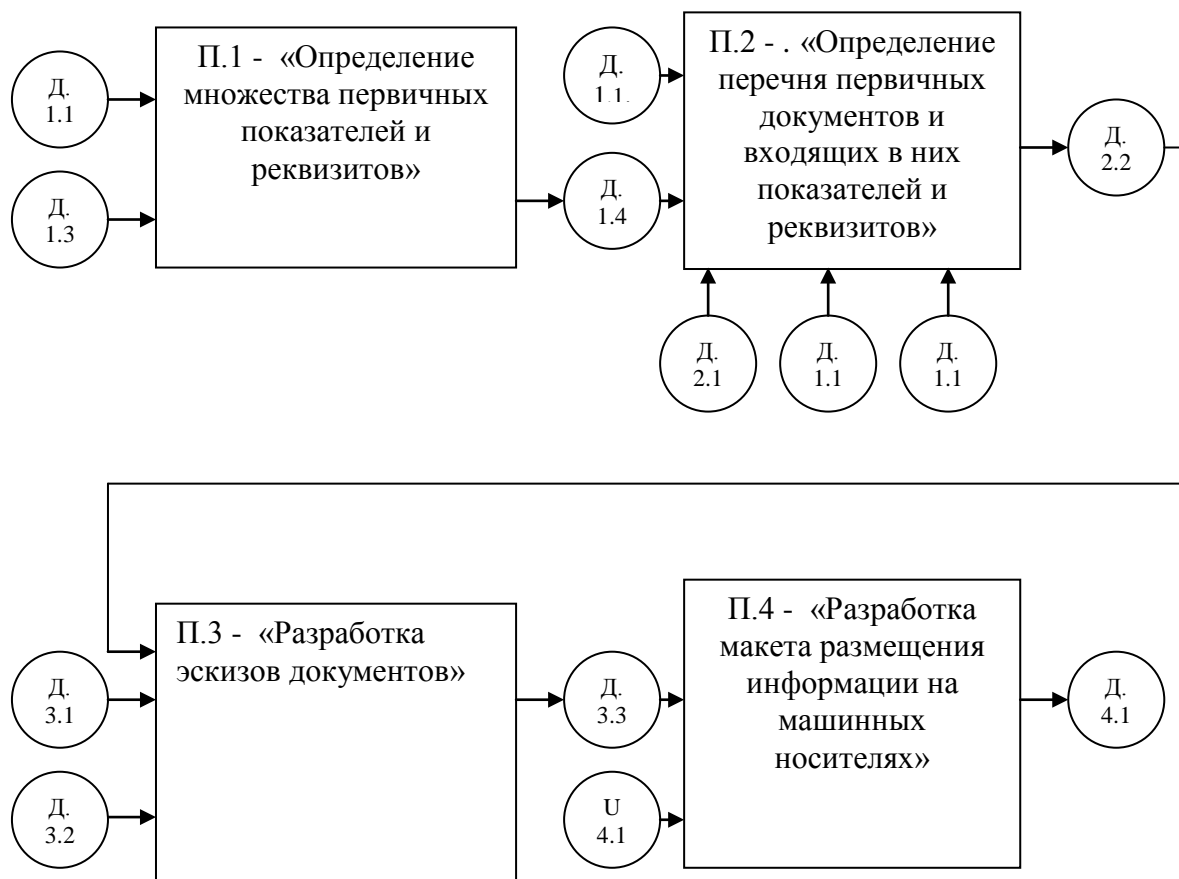 Д.
1.1
Д.
1.3
П.1 - «Определение
множества первичных
показателей и
реквизитов»
Д.
1.1.
Д.
1.4
П.2 - . «Определение
перечня первичных
документов и
входящих в них
показателей и
реквизитов»
Д.
2.2
Д.
2.1
Д.
1.1
Д.
1.1
Д.
3.1
Д.
3.2
П.3 - «Разработка
эскизов документов»
Д.
3.3
U
4.1
П.4 - «Разработка
макета размещения
информации на
машинных
носителях»
Д.
4.1